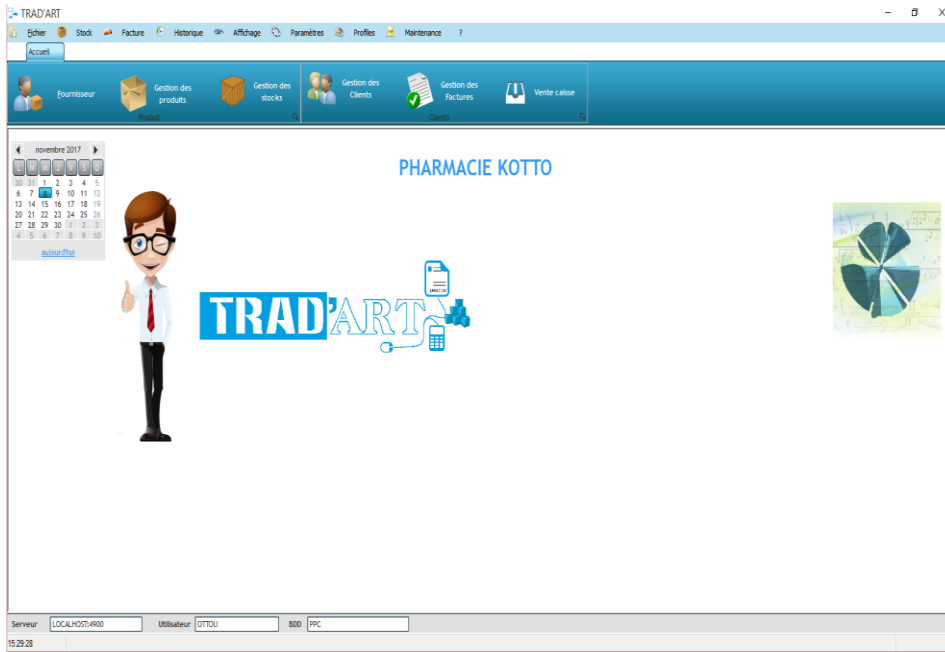 TRAD'ART
Fichier Stock Facture Historique Affichage Paramètres Profiles Maintenance ?
Accueil
Fournisseur
Gestion des produits
Gestion des stocks
Gestion des Clients
Gestion des Factures
Vente caisse
Produit
Clients
novembre 2017
L M M J V S D
30 31 1 2 3 4 5
6 7 8 9 10 11 12
13 14 15 16 17 18 19
20 21 22 23 24 25 26
27 28 29 30 1 2 3
4 5 6 7 8 9 10
aujourd'hui
PHARMACIE KOTTO
TRAD'ART
Serveur LOCALHOST:4900 Utilisateur OTTOU BDD PPC
15:29:28